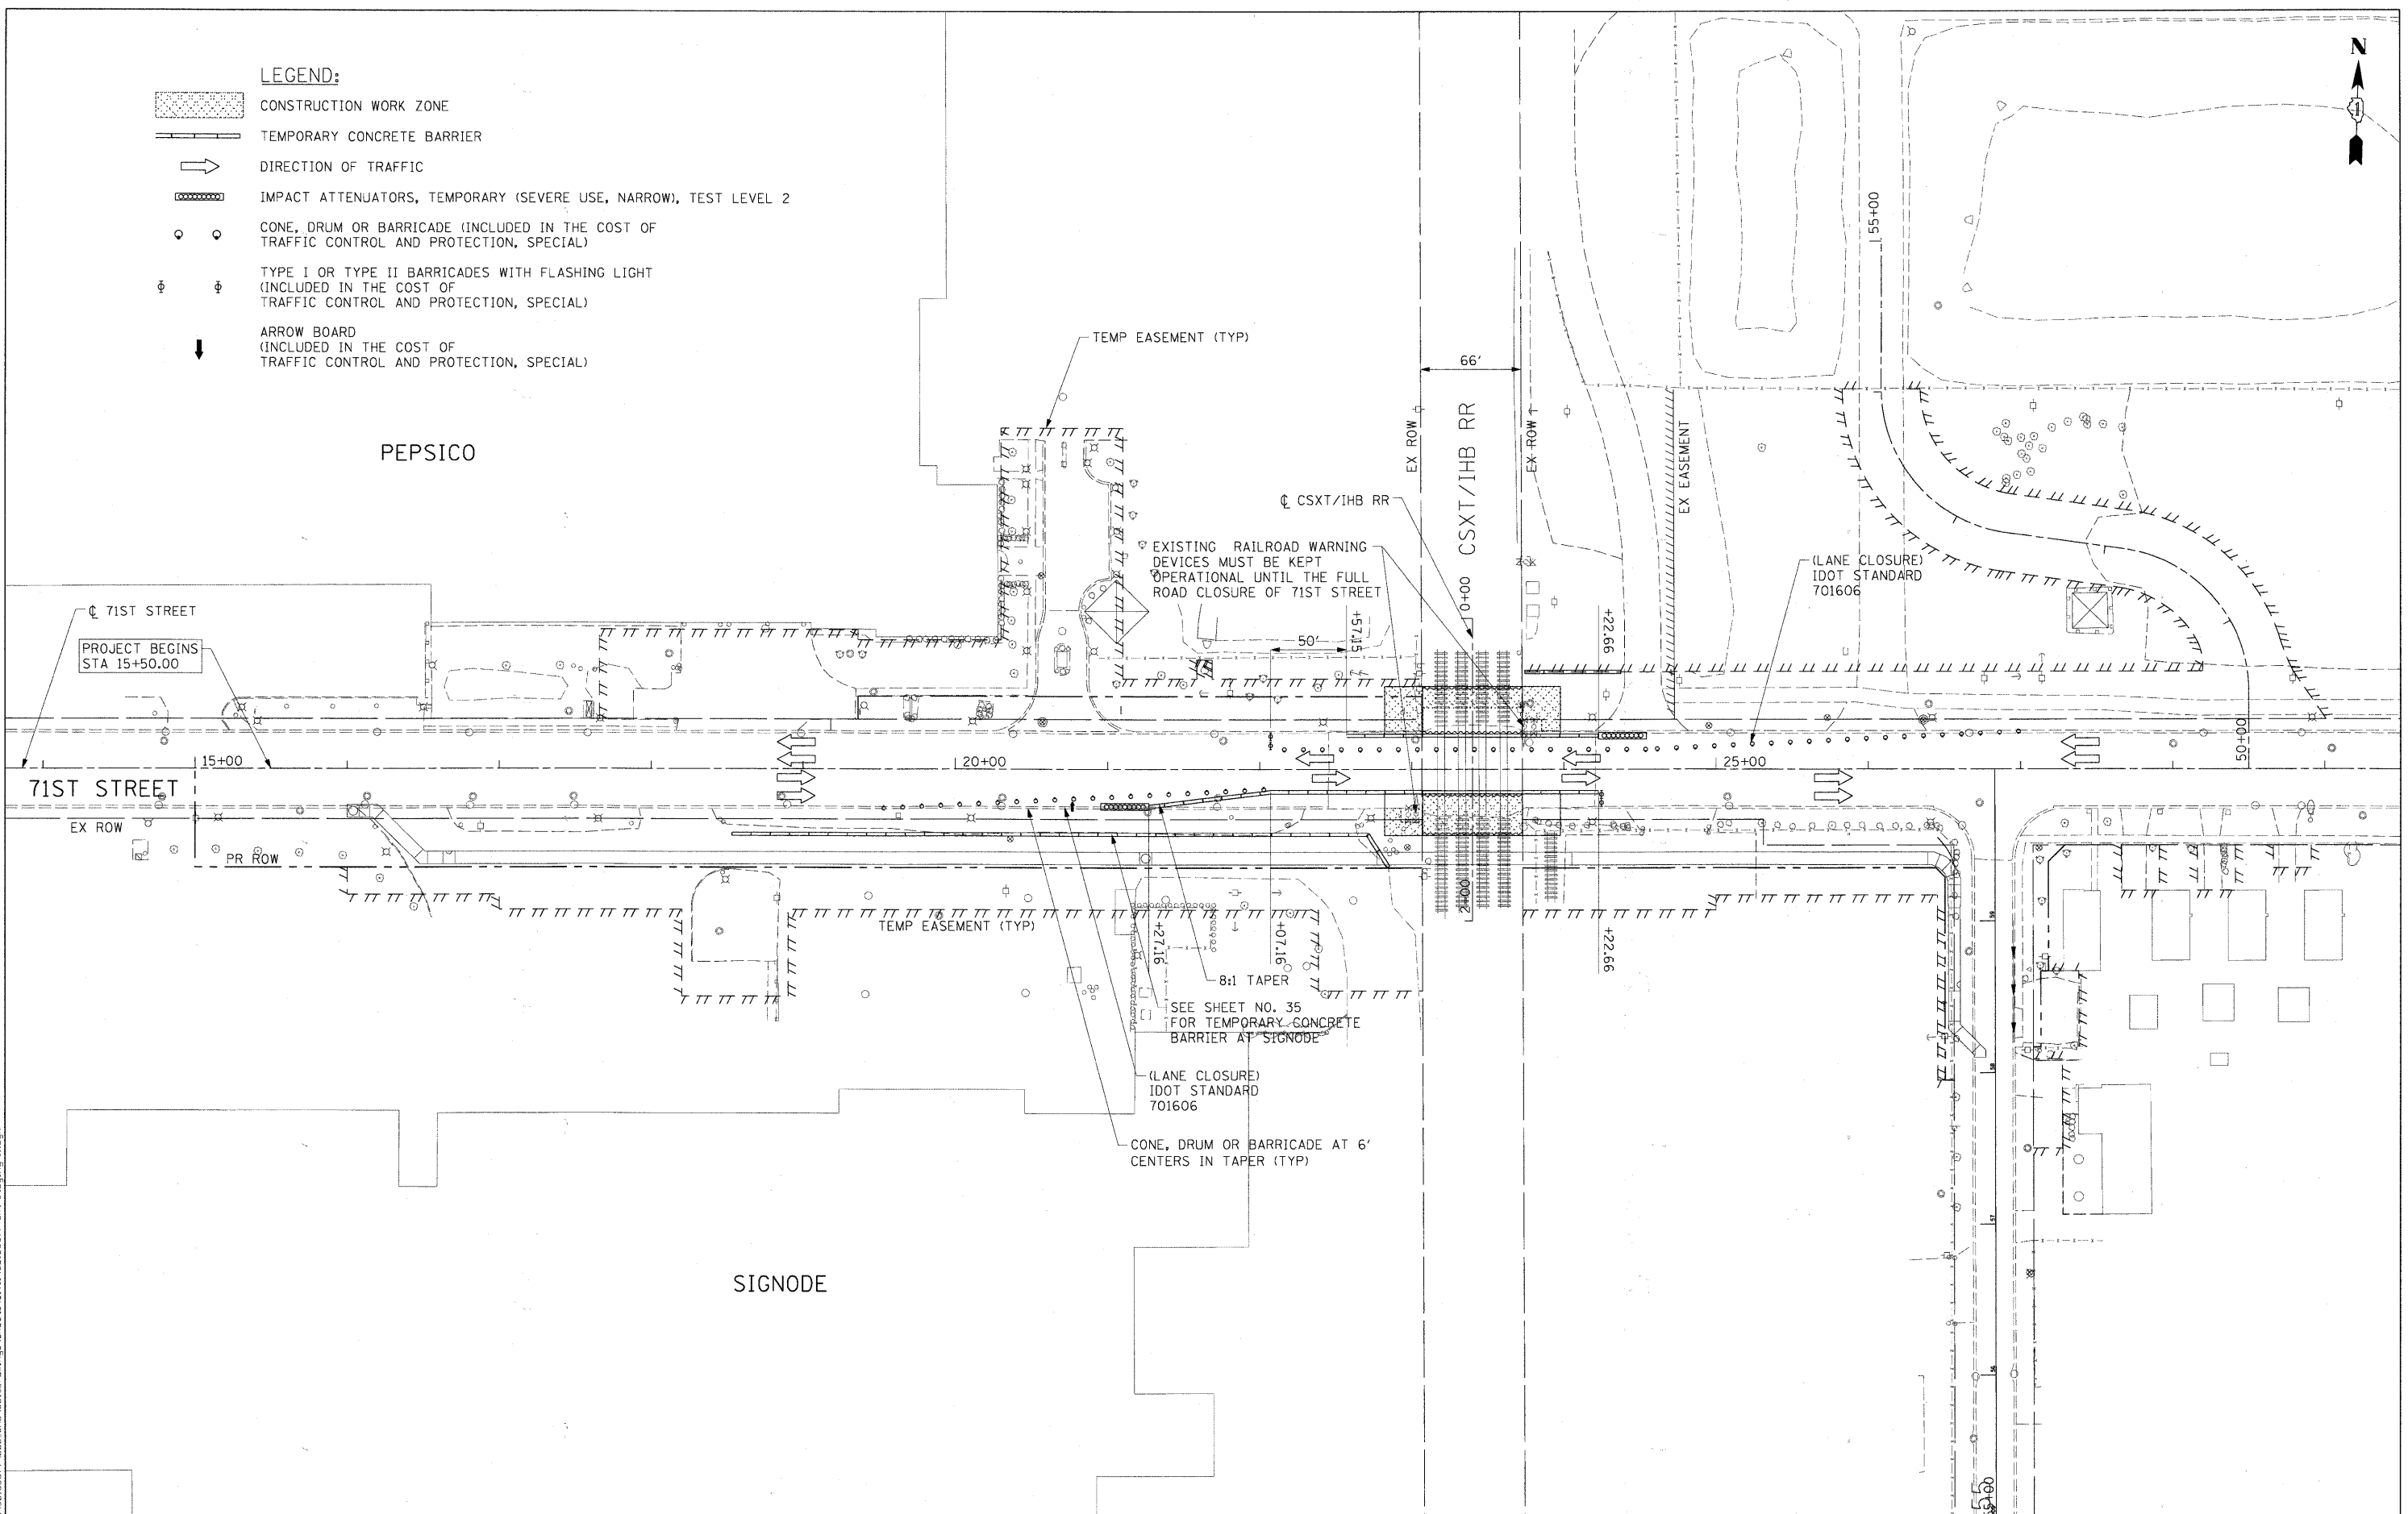 LEGEND:
CONSTRUCTION WORK ZONE
TEMPORARY CONCRETE BARRIER
DIRECTION OF TRAFFIC
IMPACT ATTENUATORS, TEMPORARY (SEVERE USE, NARROW), TEST LEVEL 2
CONE, DRUM OR BARRICADE (INCLUDED IN THE COST OF
TRAFFIC CONTROL AND PROTECTION, SPECIAL)
TYPE I OR TYPE II BARRICADES WITH FLASHING LIGHT
(INCLUDED IN THE COST OF
TRAFFIC CONTROL AND PROTECTION, SPECIAL)
ARROW BOARD
(INCLUDED IN THE COST OF
TRAFFIC CONTROL AND PROTECTION, SPECIAL)
N
1
55+00
TEMP EASEMENT (TYP)
66'
PEPSICO
EX ROW
CSXT/IHB RR
EX ROW
EX EASEMENT
℄ CSXT/IHB RR
EXISTING RAILROAD WARNING
DEVICES MUST BE KEPT
OPERATIONAL UNTIL THE FULL
ROAD CLOSURE OF 71ST STREET
(LANE CLOSURE)
IDOT STANDARD
701606
℄ 71ST STREET
PROJECT BEGINS
STA 15+50.00
0+00
50'
+57.15
+22.66
15+00
20+00
25+00
50+00
71ST STREET
EX ROW
PR ROW
2+00
TEMP EASEMENT (TYP)
+27.16
+07.16
+22.66
8:1 TAPER
SEE SHEET NO. 35
FOR TEMPORARY CONCRETE
BARRIER AT SIGNODE
(LANE CLOSURE)
IDOT STANDARD
701606
CONE, DRUM OR BARRICADE AT 6'
CENTERS IN TAPER (TYP)
SIGNODE
59
58
57
56